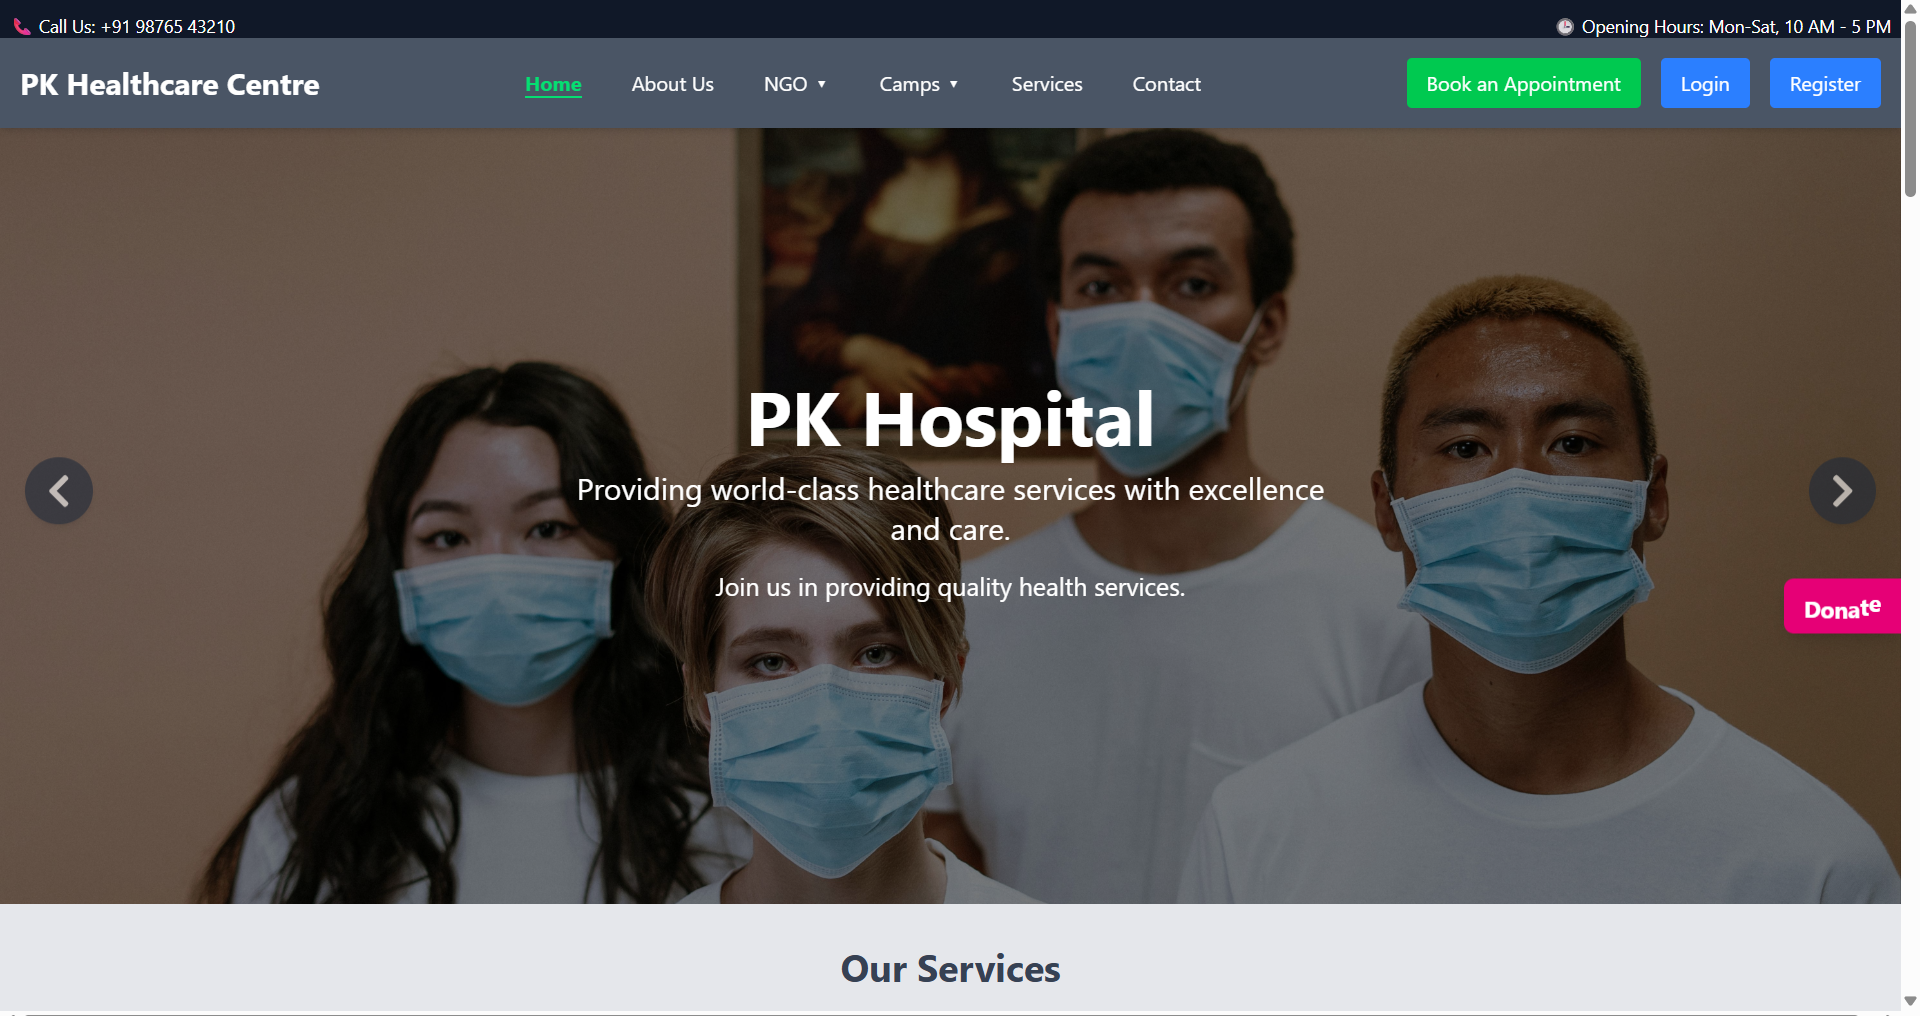 📞 Call Us: +91 98765 43210
🕒 Opening Hours: Mon-Sat, 10 AM - 5 PM
PK Healthcare Centre
Home
About Us
NGO ▼
Camps ▼
Services
Contact
Book an Appointment
Login
Register
PK Hospital
Providing world-class healthcare services with excellence
and care.
Join us in providing quality health services.
Donate
Our Services